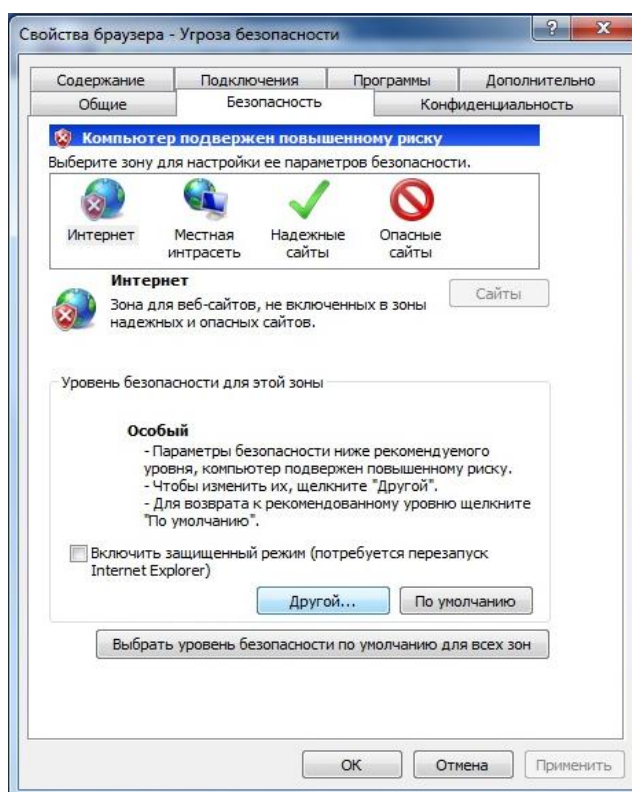 Свойства браузера - Угроза безопасности
Содержание Подключения Программы Дополнительно
Общие Безопасность Конфиденциальность
Компьютер подвержен повышенному риску
Выберите зону для настройки ее параметров безопасности.
Интернет Местная интрасеть Надежные сайты Опасные сайты
Интернет
Зона для веб-сайтов, не включенных в зоны
надежных и опасных сайтов.
Сайты
Уровень безопасности для этой зоны
Особый
- Параметры безопасности ниже рекомендуемого
уровня, компьютер подвержен повышенному риску.
- Чтобы изменить их, щелкните "Другой".
- Для возврата к рекомендованному уровню щелкните
"По умолчанию".
Включить защищенный режим (потребуется перезапуск
Internet Explorer)
Другой... По умолчанию
Выбрать уровень безопасности по умолчанию для всех зон
ОК Отмена Применить